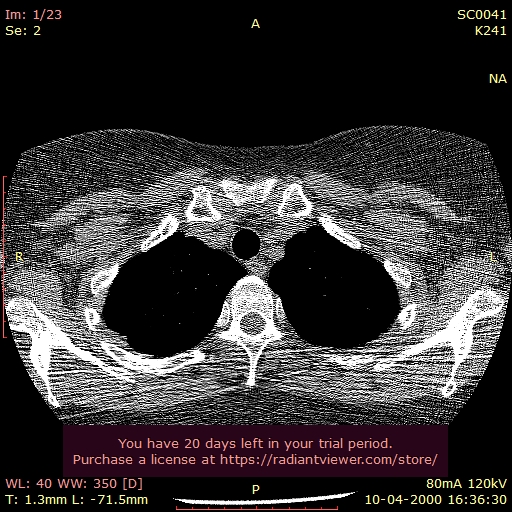 Im: 1/23
Se: 2
A
SC0041
K241
NA
R
L
You have 20 days left in your trial period.
Purchase a license at https://radiantviewer.com/store/
WL: 40 WW: 350 [D]
T: 1.3mm L: -71.5mm
P
80mA 120kV
10-04-2000 16:36:30